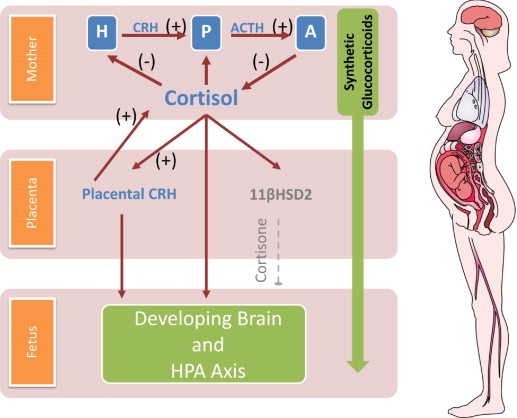 H
CRH
(+)
P
ACTH
(+)
A
(-)
(-)
Cortisol
Synthetic
Glucocorticoids
Mother
(+)
(+)
Placental CRH
11βHSD2
Placenta
Cortisone
Developing Brain
and
HPA Axis
Fetus